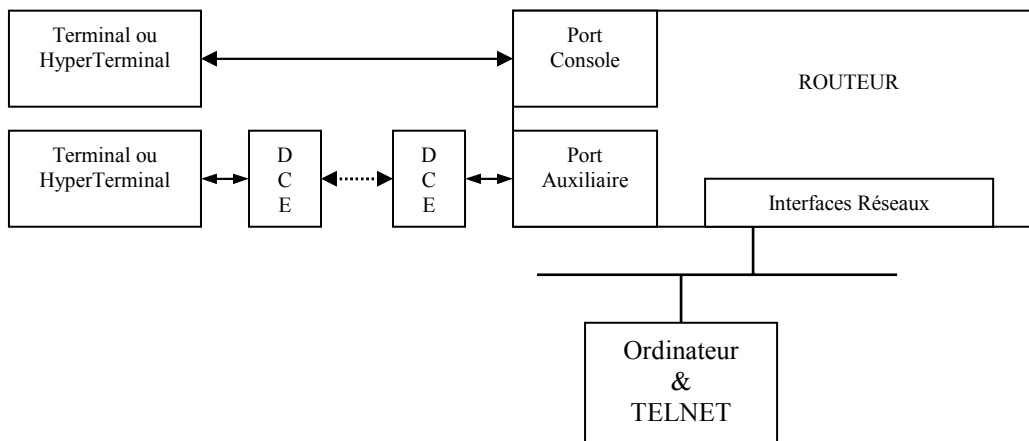 Terminal ou
HyperTerminal
Port
Console
ROUTEUR
Terminal ou
HyperTerminal
D
C
E
D
C
E
Port
Auxiliaire
Interfaces Réseaux
Ordinateur
&
TELNET